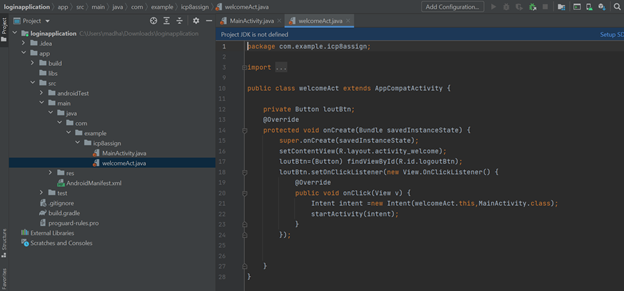 loginapplication › app › src › main › java › com › example › icp8assign › welcomeAct.java
Add Configuration...
Project
Project
MainActivity.java
welcomeAct.java
Project JDK is not defined
Setup SD
loginapplication C:\Users\madha\Downloads\loginapplication
.idea
app
build
libs
src
androidTest
main
java
com
example
icp8assign
MainActivity.java
welcomeAct.java
res
AndroidManifest.xml
test
.gitignore
build.gradle
proguard-rules.pro
External Libraries
Scratches and Consoles
Structure
Favorites
1 package com.example.icp8assign;
2
3 import ...
10
11 public class welcomeAct extends AppCompatActivity {
12 private Button loutBtn;
13 @Override
14 protected void onCreate(Bundle savedInstanceState) {
15 super.onCreate(savedInstanceState);
16 setContentView(R.layout.activity_welcome);
17 loutBtn=(Button) findViewById(R.id.logoutBtn);
18 loutBtn.setOnClickListener(new View.OnClickListener() {
19 @Override
20 public void onClick(View v) {
21 Intent intent =new Intent(welcomeAct.this,MainActivity.class);
22 startActivity(intent);
23 }
24 });
25
26
27 }
28 }